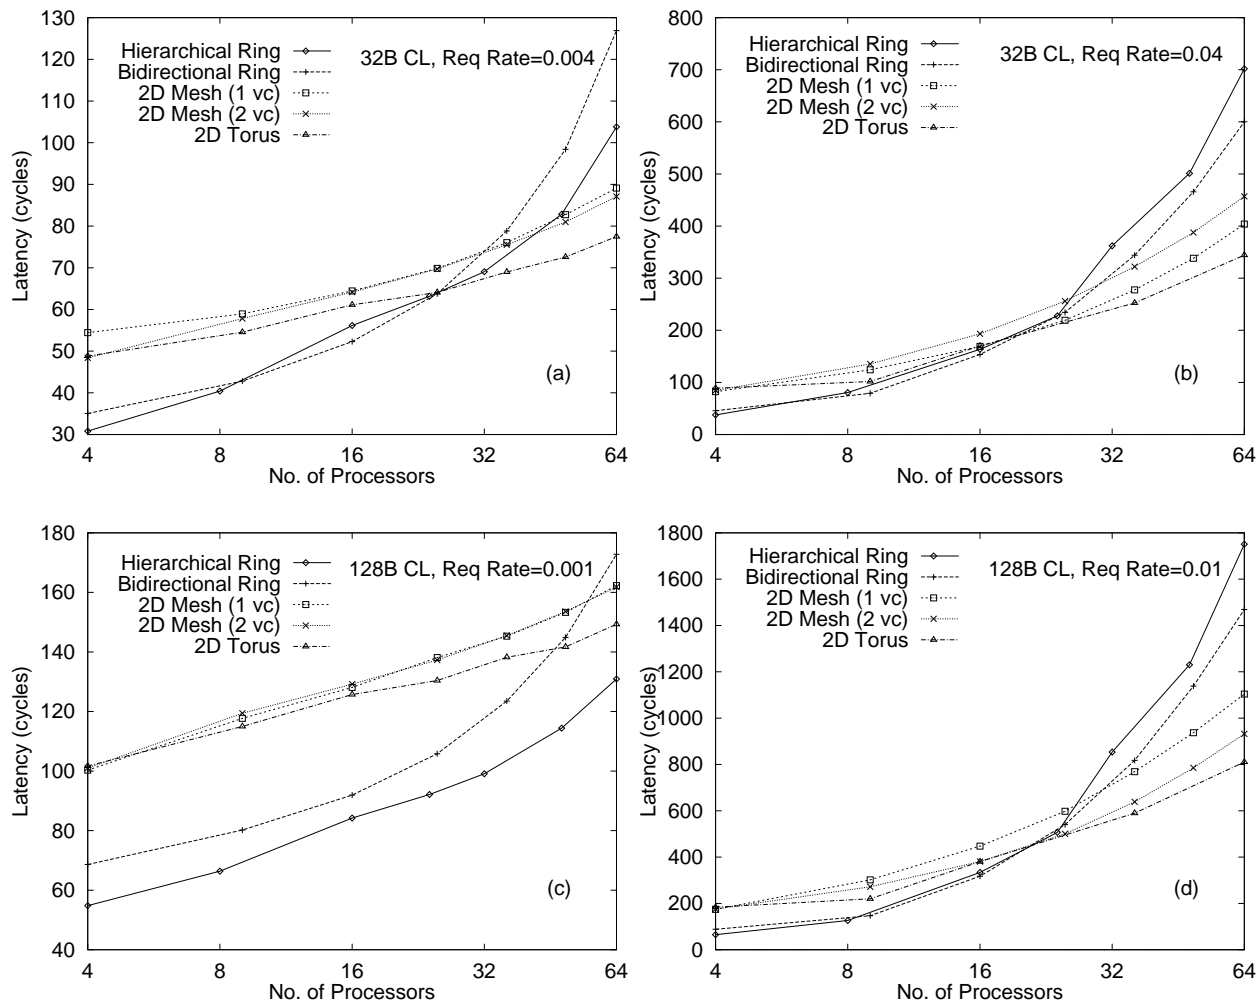 130
120
110
100
90
80
70
60
50
40
30
Latency (cycles)
Hierarchical Ring
Bidirectional Ring
2D Mesh (1 vc)
2D Mesh (2 vc)
2D Torus
32B CL, Req Rate=0.004
(a)
4 8 16 32 64
No. of Processors
800
700
600
500
400
300
200
100
0
Latency (cycles)
Hierarchical Ring
Bidirectional Ring
2D Mesh (1 vc)
2D Mesh (2 vc)
2D Torus
32B CL, Req Rate=0.04
(b)
4 8 16 32 64
No. of Processors
180
160
140
120
100
80
60
40
Latency (cycles)
Hierarchical Ring
Bidirectional Ring
2D Mesh (1 vc)
2D Mesh (2 vc)
2D Torus
128B CL, Req Rate=0.001
(c)
4 8 16 32 64
No. of Processors
1800
1600
1400
1200
1000
800
600
400
200
0
Latency (cycles)
Hierarchical Ring
Bidirectional Ring
2D Mesh (1 vc)
2D Mesh (2 vc)
2D Torus
128B CL, Req Rate=0.01
(d)
4 8 16 32 64
No. of Processors